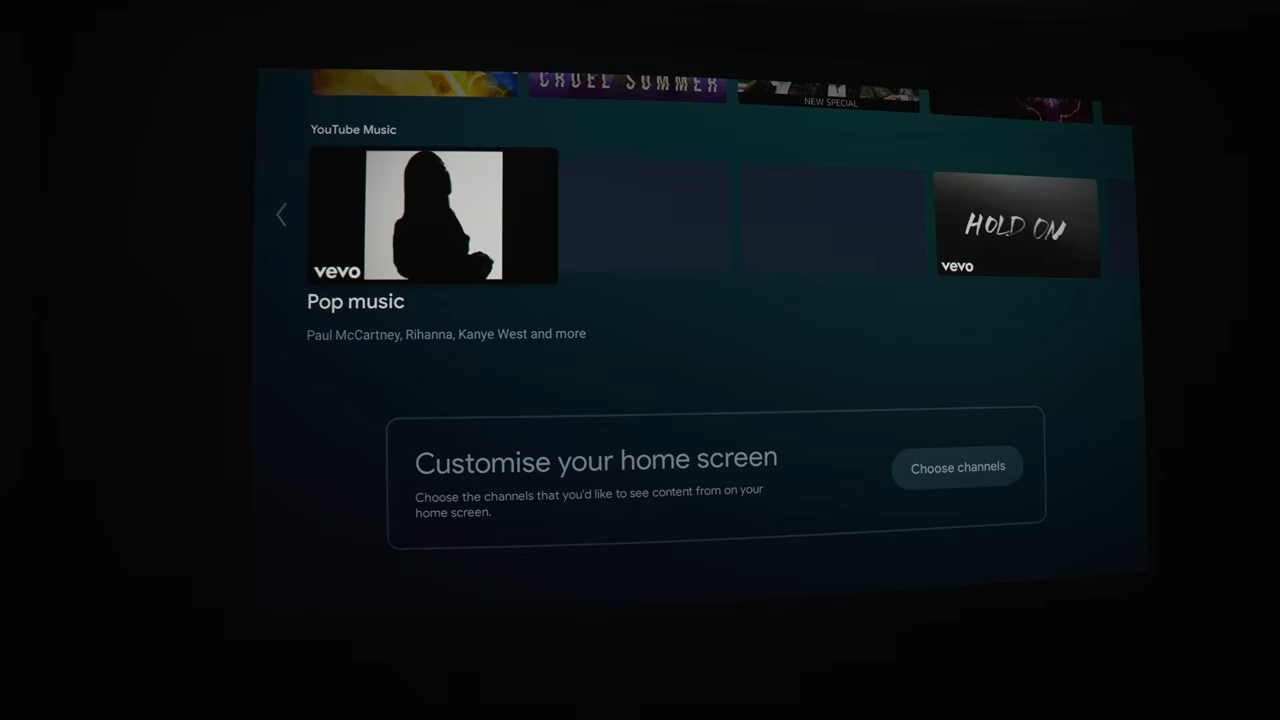 CRUEL SUMMER
NEW SPECIAL
YouTube Music
vevo
HOLD ON
vevo
Pop music
Paul McCartney, Rihanna, Kanye West and more
Customise your home screen
Choose the channels that you'd like to see content from on your
home screen.
Choose channels